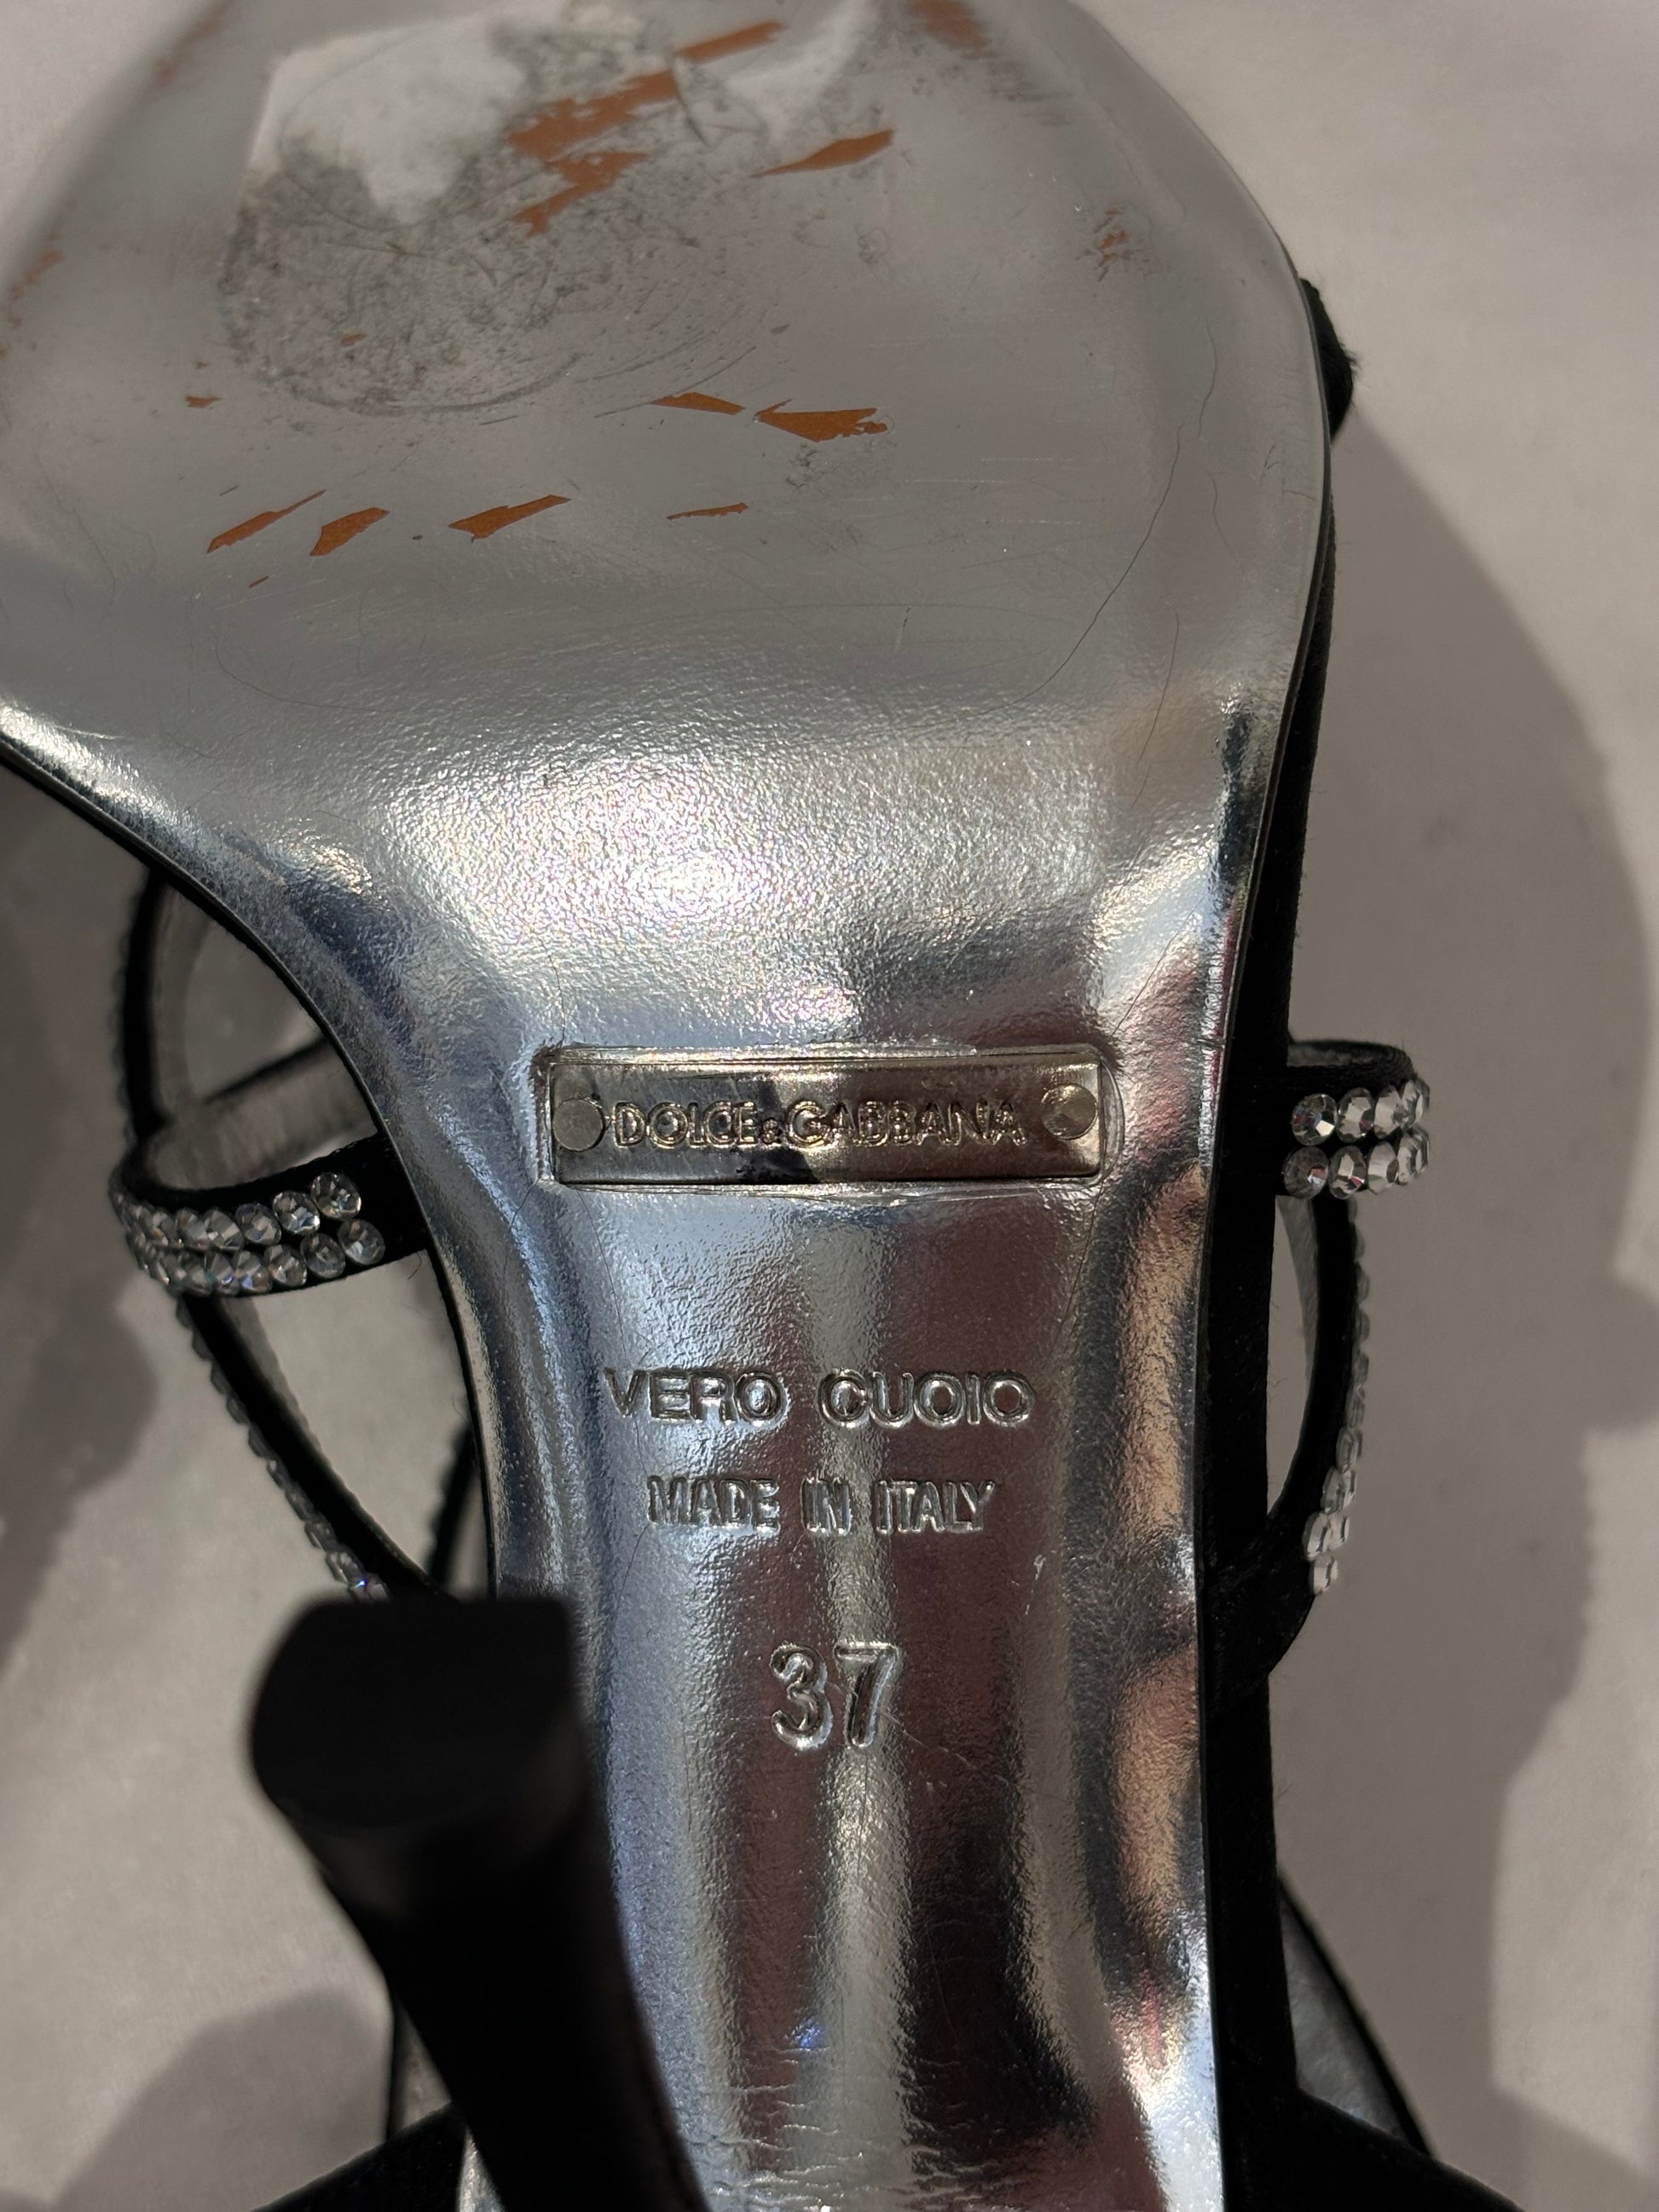 DOLCE&GABBANA
VERO CUOIO
MADE IN ITALY
37